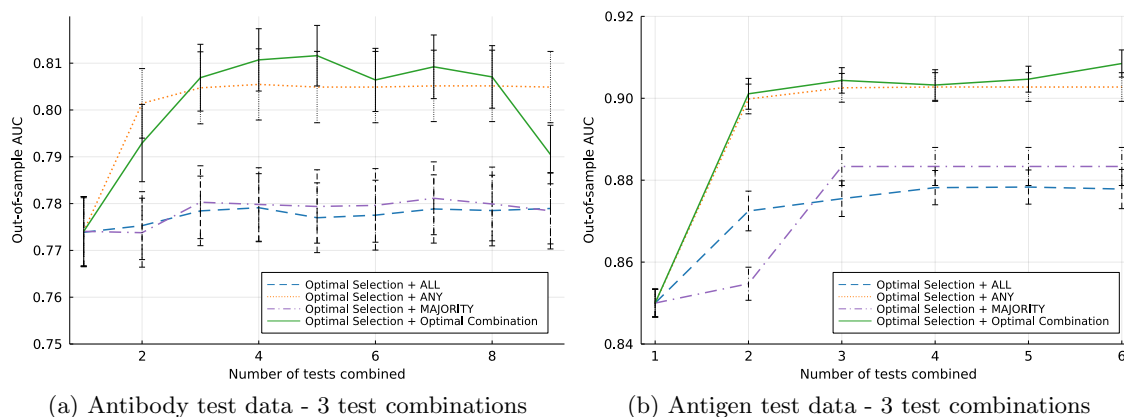 0.81
0.80
0.79
0.78
0.77
0.76
0.75
Out-of-sample AUC
2
4
6
8
Number of tests combined
Optimal Selection + ALL
Optimal Selection + ANY
Optimal Selection + MAJORITY
Optimal Selection + Optimal Combination
(a) Antibody test data - 3 test combinations
0.92
0.90
0.88
0.86
0.84
Out-of-sample AUC
1
2
3
4
5
6
Number of tests combined
Optimal Selection + ALL
Optimal Selection + ANY
Optimal Selection + MAJORITY
Optimal Selection + Optimal Combination
(b) Antigen test data - 3 test combinations